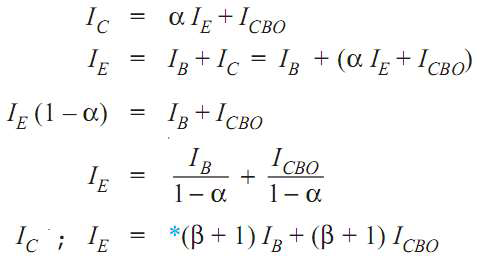 I_C = α I_E + I_CBO
I_E = I_B + I_C = I_B + (α I_E + I_CBO)
I_E (1 – α) = I_B + I_CBO
I_E = I_B / 1 – α + I_CBO / 1 – α
I_C ; I_E = *(β + 1) I_B + (β + 1) I_CBO